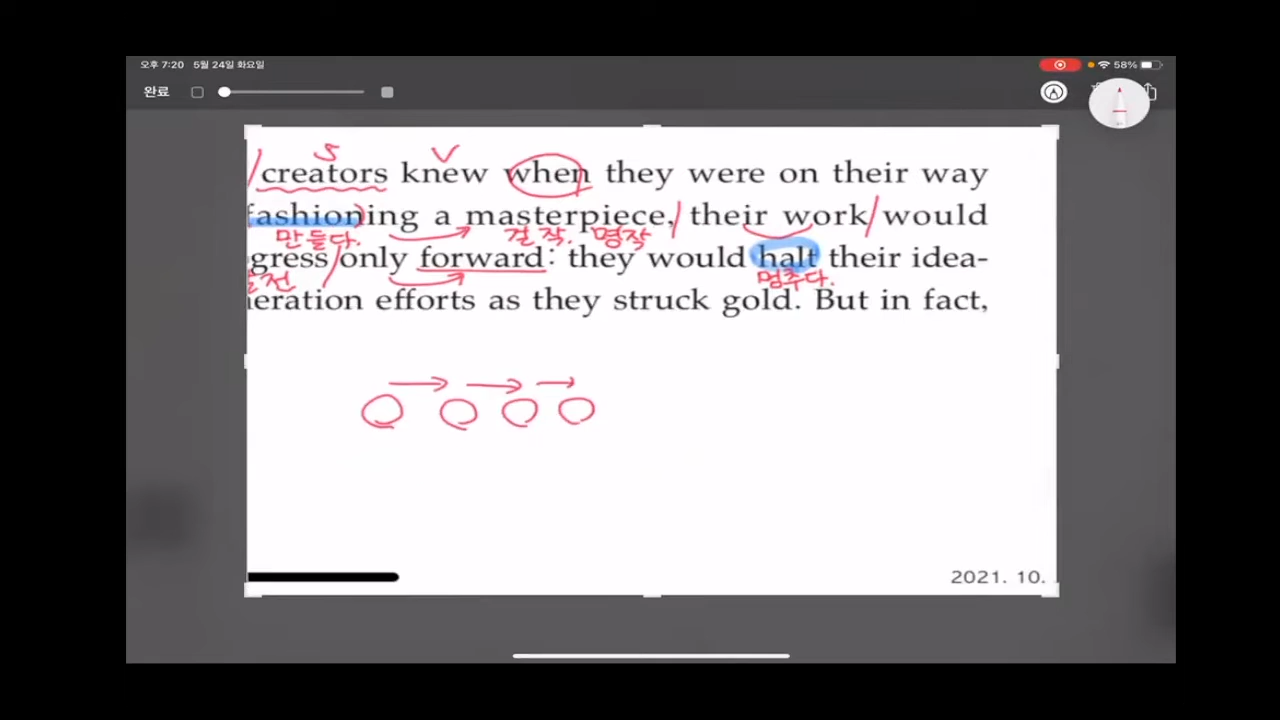 오후 7:20 5월 24일 화요일
58%
완료
S V
creators knew when they were on their way
fashioning a masterpiece, their work would
만들다. 걸작. 명작
gress only forward: they would halt their idea-
전 멈추다.
neration efforts as they struck gold. But in fact,
2021. 10.